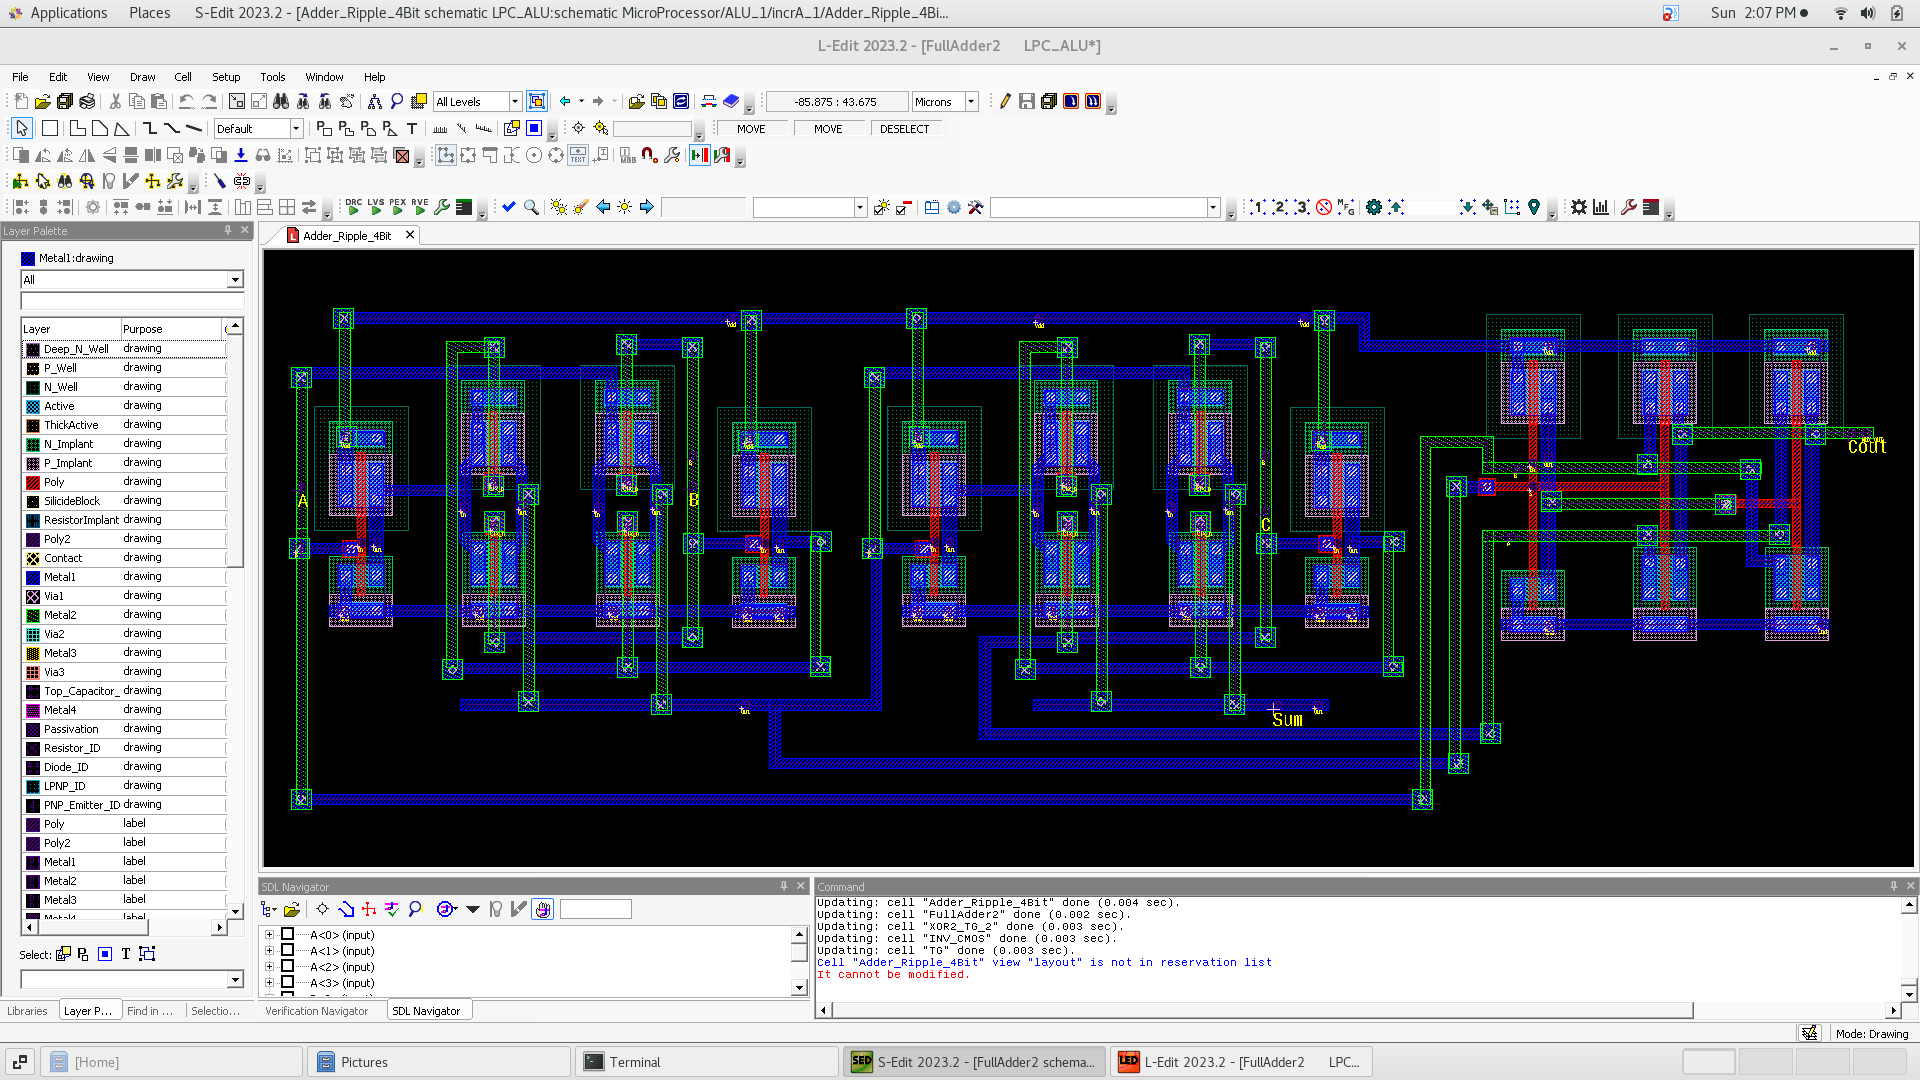 Applications Places S-Edit 2023.2 - [Adder_Ripple_4Bit schematic LPC_ALU:schematic MicroProcessor/ALU_1/incrA_1/Adder_Ripple_4Bi... Sun 2:07 PM
L-Edit 2023.2 - [FullAdder2 LPC_ALU*]
File Edit View Draw Cell Setup Tools Window Help
All Levels -85.875 : 43.675 Microns
Default MOVE MOVE DESELECT
DRC LVS PEX RVE
Layer Palette
Adder_Ripple_4Bit
Metal1:drawing
All
Layer Purpose
Deep_N_Well drawing
P_Well drawing
N_Well drawing
Active drawing
ThickActive drawing
N_Implant drawing
P_Implant drawing
Poly drawing
SilicideBlock drawing
ResistorImplant drawing
Poly2 drawing
Contact drawing
Metal1 drawing
Via1 drawing
Metal2 drawing
Via2 drawing
Metal3 drawing
Via3 drawing
Top_Capacitor_ drawing
Metal4 drawing
Passivation drawing
Resistor_ID drawing
Diode_ID drawing
LPNP_ID drawing
PNP_Emitter_ID drawing
Poly label
Poly2 label
Metal1 label
Metal2 label
Metal3 label
Metal4 label
Select:
Libraries Layer P... Find in ... Selectio...
A
B
C
Cout
Sum
SDL Navigator
A<0> (input)
A<1> (input)
A<2> (input)
A<3> (input)
Verification Navigator SDL Navigator
Command
Updating: cell "Adder_Ripple_4Bit" done (0.004 sec).
Updating: cell "FullAdder2" done (0.002 sec).
Updating: cell "XOR2_TG_2" done (0.003 sec).
Updating: cell "INV_CMOS" done (0.003 sec).
Updating: cell "TG" done (0.003 sec).
Cell "Adder_Ripple_4Bit" view "layout" is not in reservation list
It cannot be modified.
Mode: Drawing
[Home] Pictures Terminal S-Edit 2023.2 - [FullAdder2 schema... L-Edit 2023.2 - [FullAdder2 LPC...